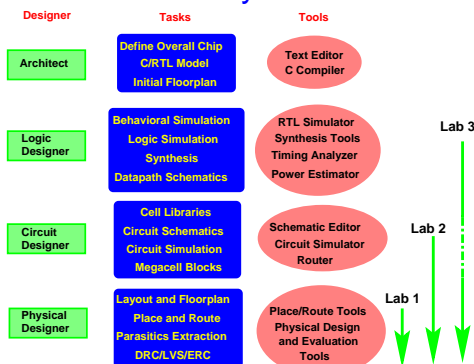 Designer Tasks Tools
Architect
Define Overall Chip
C/RTL Model
Initial Floorplan
Text Editor
C Compiler
Logic
Designer
Behavioral Simulation
Logic Simulation
Synthesis
Datapath Schematics
RTL Simulator
Synthesis Tools
Timing Analyzer
Power Estimator
Lab 3
Circuit
Designer
Cell Libraries
Circuit Schematics
Circuit Simulation
Megacell Blocks
Schematic Editor
Circuit Simulator
Router
Lab 2
Physical
Designer
Layout and Floorplan
Place and Route
Parasitics Extraction
DRC/LVS/ERC
Place/Route Tools
Physical Design
and Evaluation
Tools
Lab 1